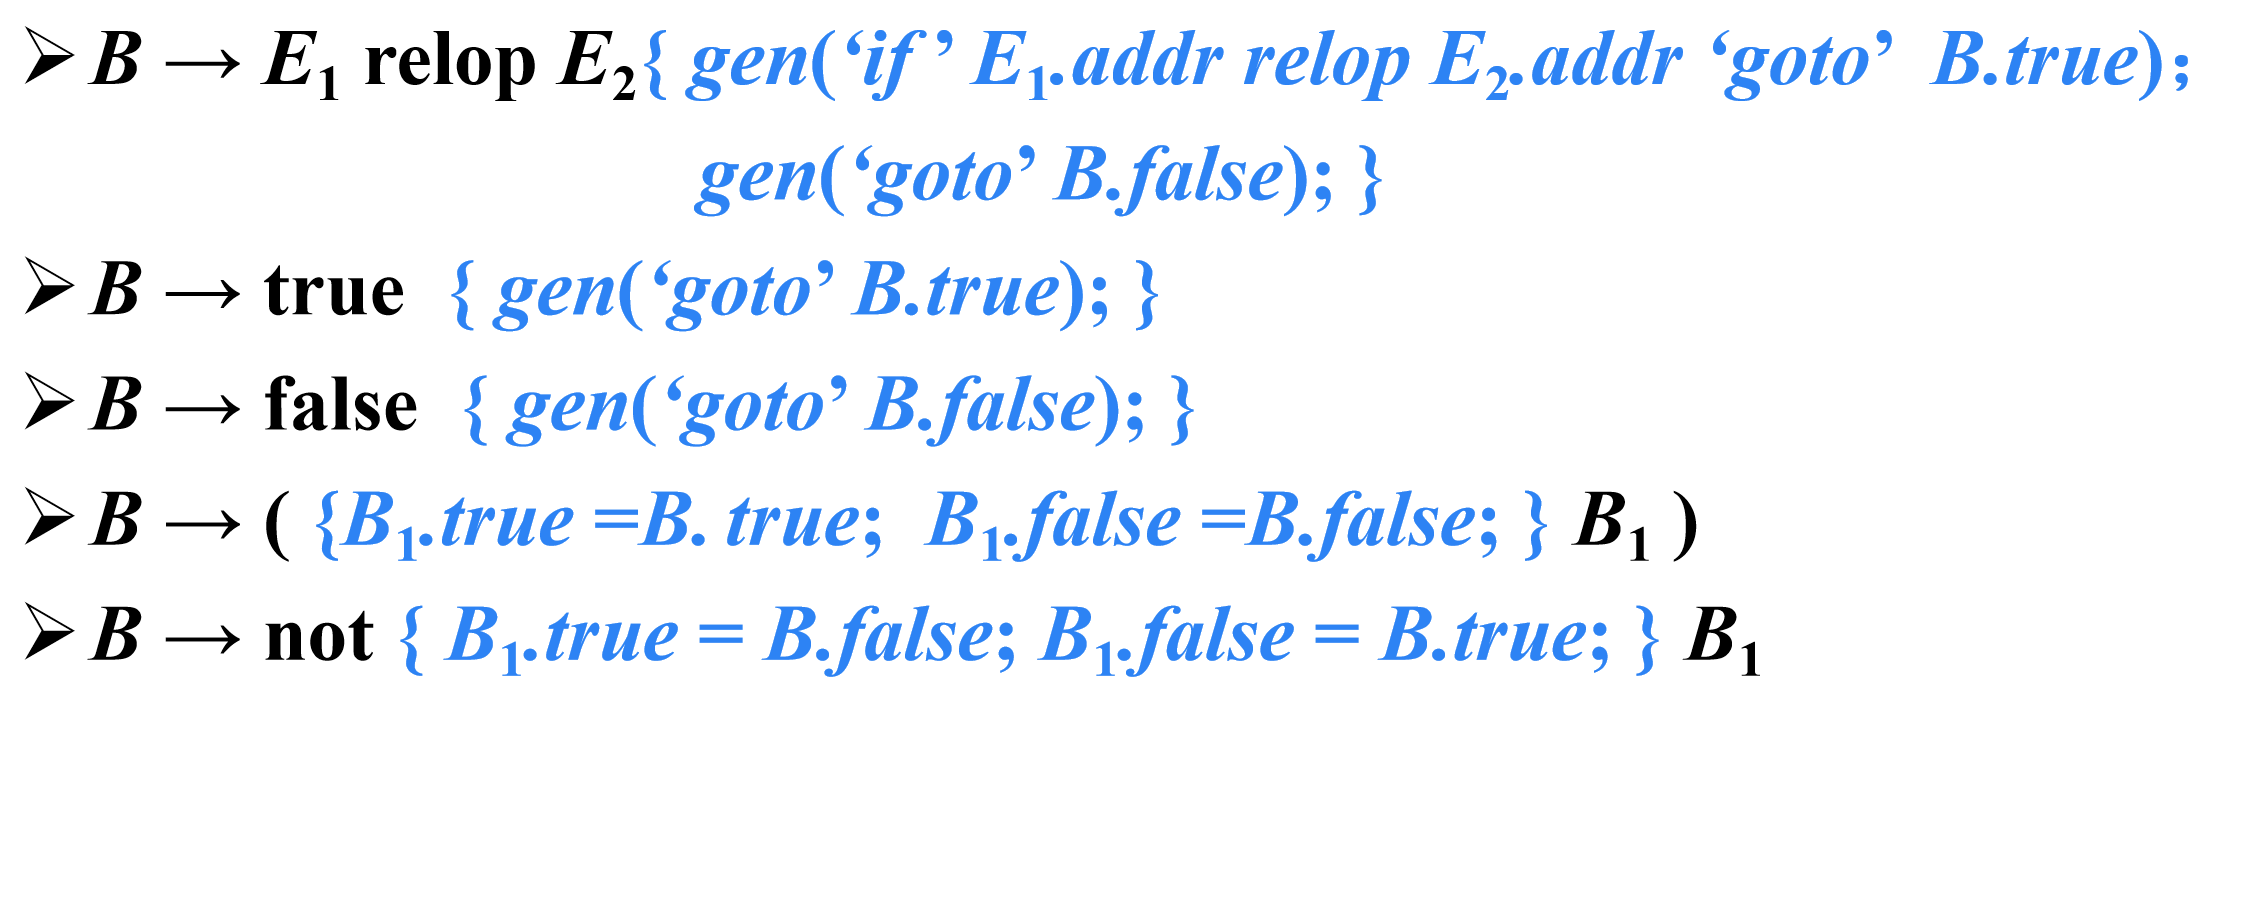 ➢ B → E₁ relop E₂{ gen(‘if ’ E₁.addr relop E₂.addr ‘goto’ B.true);
gen(‘goto’ B.false); }
➢ B → true { gen(‘goto’ B.true); }
➢ B → false { gen(‘goto’ B.false); }
➢ B → ( {B₁.true =B. true; B₁.false =B.false; } B₁ )
➢ B → not { B₁.true = B.false; B₁.false = B.true; } B₁